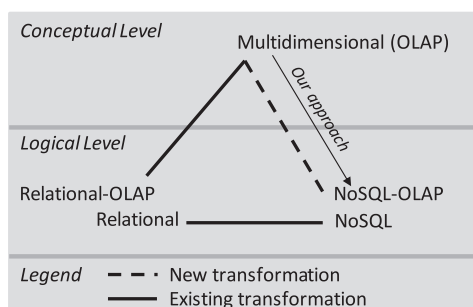 Conceptual Level
Multidimensional (OLAP)
Our approach
Logical Level
Relational-OLAP
NoSQL-OLAP
Relational
NoSQL
Legend
New transformation
Existing transformation